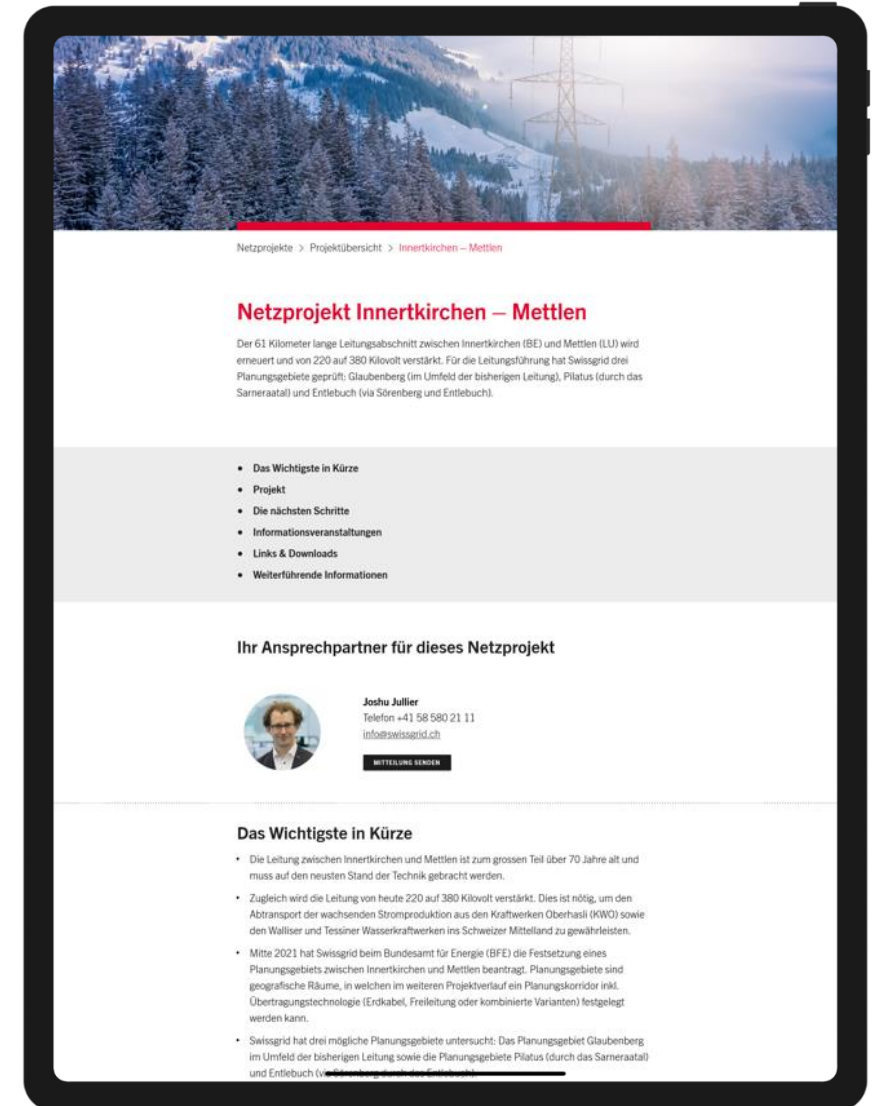 Netzprojekte > Projektübersicht > Innertkirchen – Mettlen
Netzprojekt Innertkirchen – Mettlen
Der 61 Kilometer lange Leitungsabschnitt zwischen Innertkirchen (BE) und Mettlen (LU) wird
erneuert und von 220 auf 380 Kilovolt verstärkt. Für die Leitungsführung hat Swissgrid drei
Planungsgebiete geprüft: Glaubenberg (im Umfeld der bisherigen Leitung), Pilatus (durch das
Sarneraatal) und Entlebuch (via Sörenberg und Entlebuch).
• Das Wichtigste in Kürze
• Projekt
• Die nächsten Schritte
• Informationsveranstaltungen
• Links & Downloads
• Weiterführende Informationen
Ihr Ansprechpartner für dieses Netzprojekt
Joshu Jullier
Telefon +41 58 580 21 11
info@swissgrid.ch
MITTEILUNG SENDEN
Das Wichtigste in Kürze
• Die Leitung zwischen Innertkirchen und Mettlen ist zum grossen Teil über 70 Jahre alt und
muss auf den neusten Stand der Technik gebracht werden.
• Zugleich wird die Leitung von heute 220 auf 380 Kilovolt verstärkt. Dies ist nötig, um den
Abtransport der wachsenden Stromproduktion aus den Kraftwerken Oberhasli (KWO) sowie
den Walliser und Tessiner Wasserkraftwerken ins Schweizer Mittelland zu gewährleisten.
• Mitte 2021 hat Swissgrid beim Bundesamt für Energie (BFE) die Festsetzung eines
Planungsgebiets zwischen Innertkirchen und Mettlen beantragt. Planungsgebiete sind
geografische Räume, in welchen im weiteren Projektverlauf ein Planungskorridor inkl.
Übertragungstechnologie (Erdkabel, Freileitung oder kombinierte Varianten) festgelegt
werden kann.
• Swissgrid hat drei mögliche Planungsgebiete untersucht: Das Planungsgebiet Glaubenberg
im Umfeld der bisherigen Leitung sowie die Planungsgebiete Pilatus (durch das Sarneraatal)
und Entlebuch (via Sörenberg durch das Entlebuch).